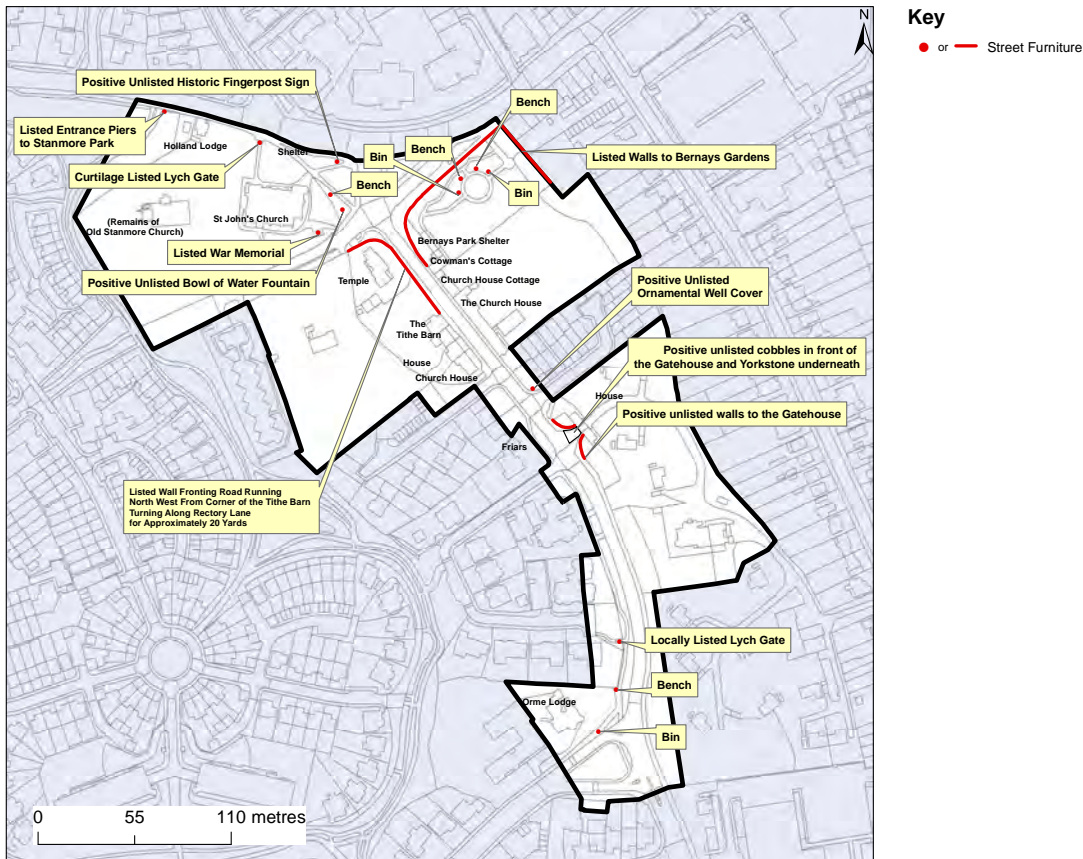 N
Key
or
Street Furniture
Positive Unlisted Historic Fingerpost Sign
Bench
Listed Entrance Piers
to Stanmore Park
Holland Lodge
Shelter
Bench
Bin
Listed Walls to Bernays Gardens
Curtilage Listed Lych Gate
Bench
Bin
(Remains of
Old Stanmore Church)
St John's Church
Listed War Memorial
Bernays Park Shelter
Cowman's Cottage
Positive Unlisted Bowl of Water Fountain
Temple
Church House Cottage
Positive Unlisted
Ornamental Well Cover
The Church House
The
Tithe Barn
Positive unlisted cobbles in front of
the Gatehouse and Yorkstone underneath
House
Church House
House
Positive unlisted walls to the Gatehouse
Friars
Listed Wall Fronting Road Running
North West From Corner of the Tithe Barn
Turning Along Rectory Lane
for Approximately 20 Yards
Locally Listed Lych Gate
Bench
Orme Lodge
Bin
0 55 110 metres